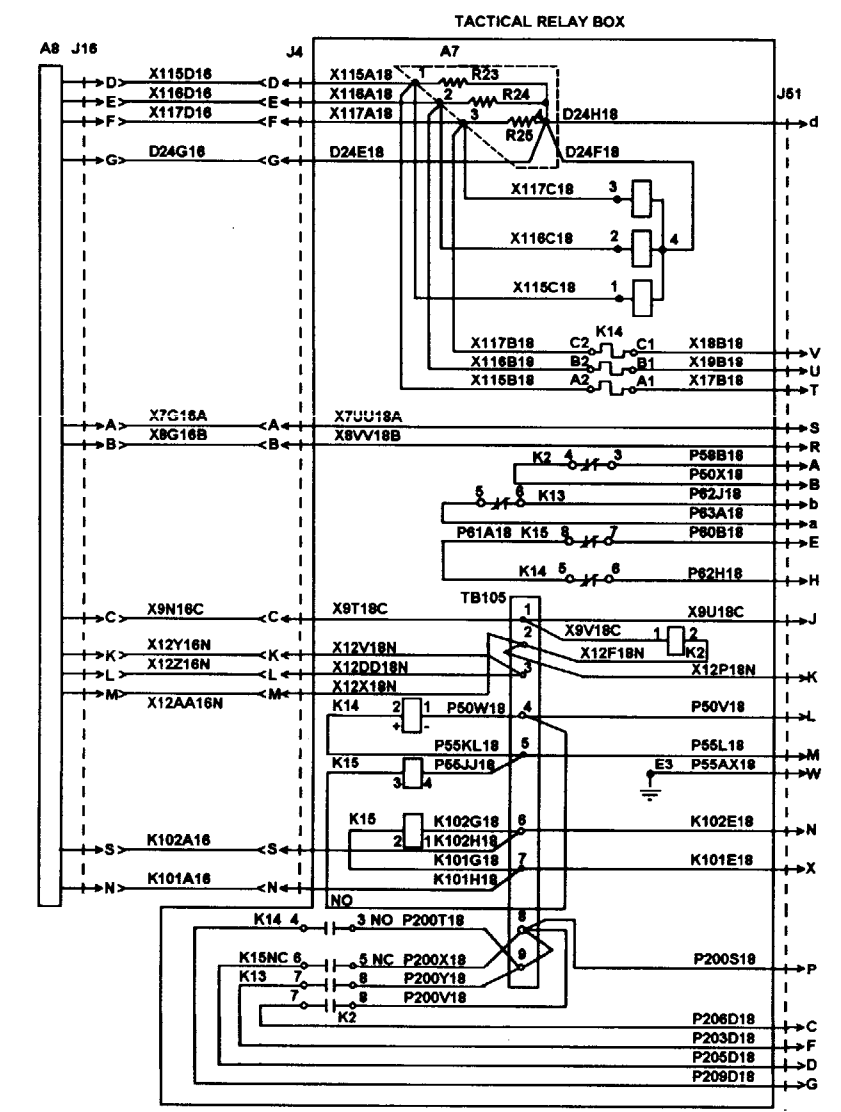 TACTICAL RELAY BOX
A8 J16 J4 A7
D X115D16 D X115A18 1 R23
E X116D16 E X116A18 2 R24 J51
F X117D16 F X117A18 3 4 D24H18 d
R25
G D24G16 G D24E18 D24F18
X117C18 3
X116C18 2 4
X115C18 1
K14
X117B18 C2 C1 X18B18 V
X116B18 B2 B1 X19B18 U
X115B18 A2 A1 X17B18 T
A X7G16A A X7UU18A S
B X8G16B B X8VV18B R
K2 4 3 P58B18 A
P50X18 B
5 6 K13 P62J18 b
P63A18 a
P61A18 K15 8 7 P60B18 E
K14 5 6 P62H18 H
TB105
C X9N16C C X9T18C 1 X9U18C J
2 X9V18C 1 2
K X12Y16N K X12V18N X12F18N K2
L X12Z16N L X12DD18N 3 X12P18N K
M X12AA16N M X12X18N
K14 2 1 P50W18 4 P50V18 L
+ -
P55KL18 5 P55L18 M
K15 P55JJ18 E3 P55AX18 W
3 4
K15 K102G18 6 K102E18 N
2 1 K102H18
S K102A16 S K101G18 7 K101E18 X
N K101A16 N K101H18
NO
K14 4 3 NO P200T18 8
K15NC 6 5 NC P200X18 9 P200S18 P
K13 7 8 P200Y18
7 8 P200V18
K2
P206D18 C
P203D18 F
P205D18 D
P209D18 G